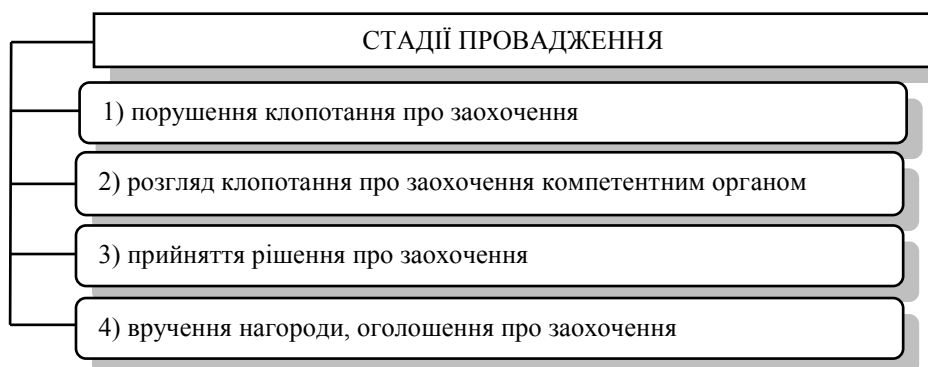 СТАДІЇ ПРОВАДЖЕННЯ
1) порушення клопотання про заохочення
2) розгляд клопотання про заохочення компетентним органом
3) прийняття рішення про заохочення
4) вручення нагороди, оголошення про заохочення